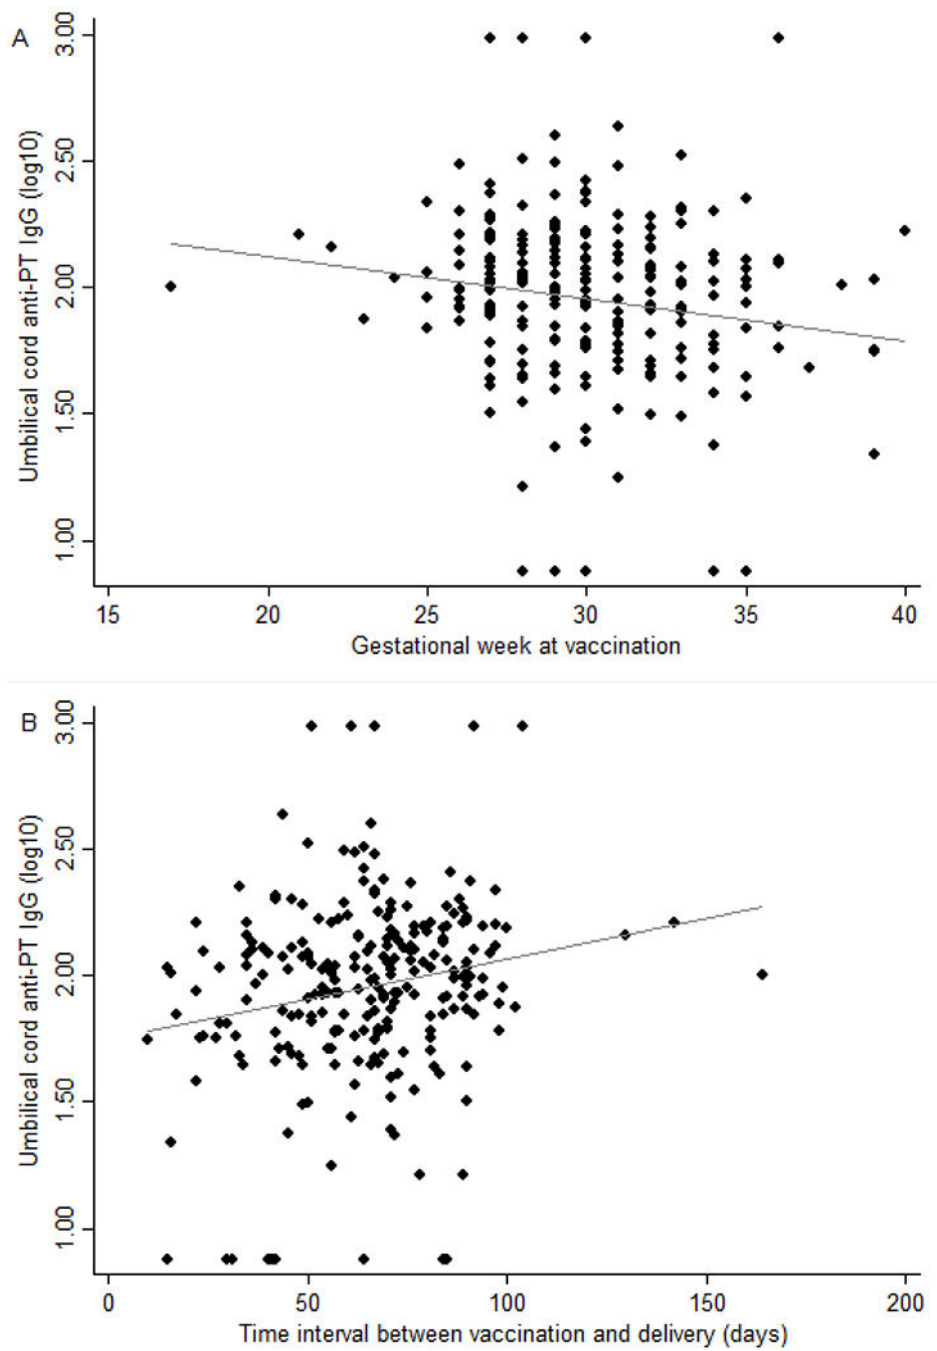 A
Umbilical cord anti-PT IgG (log10)
3.00
2.50
2.00
1.50
1.00
15 20 25 30 35 40
Gestational week at vaccination
B
Umbilical cord anti-PT IgG (log10)
3.00
2.50
2.00
1.50
1.00
0 50 100 150 200
Time interval between vaccination and delivery (days)